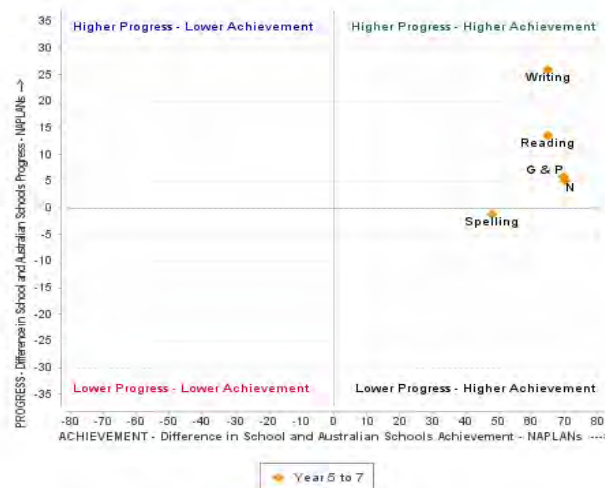 Higher Progress - Lower Achievement
Higher Progress - Higher Achievement
PROGRESS - Difference in School and Australian Schools Progress - NAPLANs -->
35
30
25
20
15
10
5
0
-5
-10
-15
-20
-25
-30
-35
Writing
Reading
G & P
N
Spelling
Lower Progress - Lower Achievement
Lower Progress - Higher Achievement
-80 -70 -60 -50 -40 -30 -20 -10 0 10 20 30 40 50 60 70 80
ACHIEVEMENT - Difference in School and Australian Schools Achievement - NAPLANs --->
Year 5 to 7